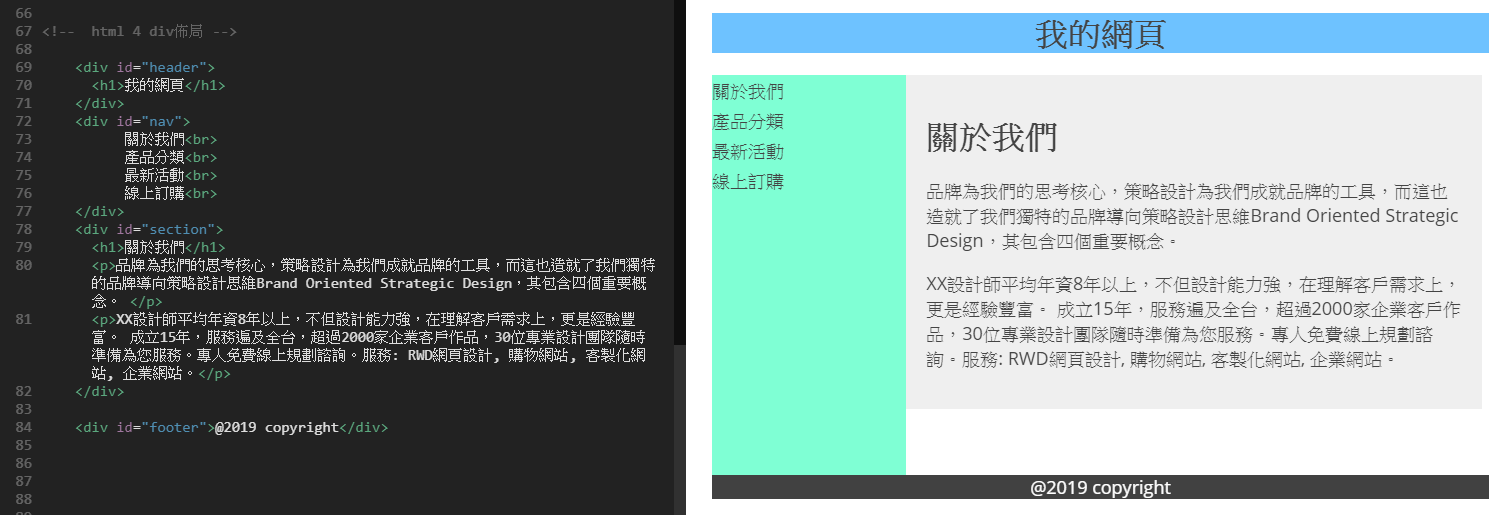 66
67 <!--  html 4 div佈局 -->
68
69 <div id="header">
70 <h1>我的網頁</h1>
71 </div>
72 <div id="nav">
73 關於我們<br>
74 產品分類<br>
75 最新活動<br>
76 線上訂購<br>
77 </div>
78 <div id="section">
79 <h1>關於我們</h1>
80 <p>品牌為我們的思考核心，策略設計為我們成就品牌的工具，而這也造就了我們獨特
的品牌導向策略設計思維Brand Oriented Strategic Design，其包含四個重要概
念。 </p>
81 <p>XX設計師平均年資8年以上，不但設計能力強，在理解客戶需求上，更是經驗豐
富。 成立15年，服務遍及全台，超過2000家企業客戶作品，30位專業設計團隊隨時
準備為您服務。專人免費線上規劃諮詢。服務: RWD網頁設計, 購物網站, 客製化網
站, 企業網站。</p>
82 </div>
83
84 <div id="footer">@2019 copyright</div>
85
86
87
88
我的網頁
關於我們
產品分類
最新活動
線上訂購
關於我們
品牌為我們的思考核心，策略設計為我們成就品牌的工具，而這也
造就了我們獨特的品牌導向策略設計思維Brand Oriented Strategic
Design，其包含四個重要概念。
XX設計師平均年資8年以上，不但設計能力強，在理解客戶需求上，
更是經驗豐富。 成立15年，服務遍及全台，超過2000家企業客戶作
品，30位專業設計團隊隨時準備為您服務。專人免費線上規劃諮
詢。服務: RWD網頁設計, 購物網站, 客製化網站, 企業網站。
@2019 copyright